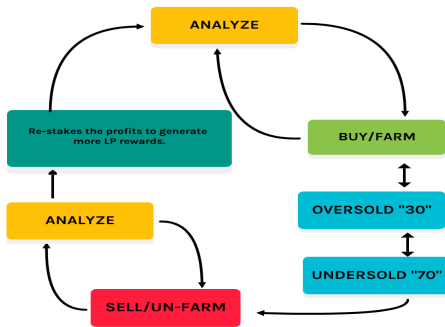 ANALYZE
Re-stakes the profits to generate
more LP rewards.
BUY/FARM
OVERSOLD "30"
ANALYZE
UNDERSOLD "70"
SELL/UN-FARM